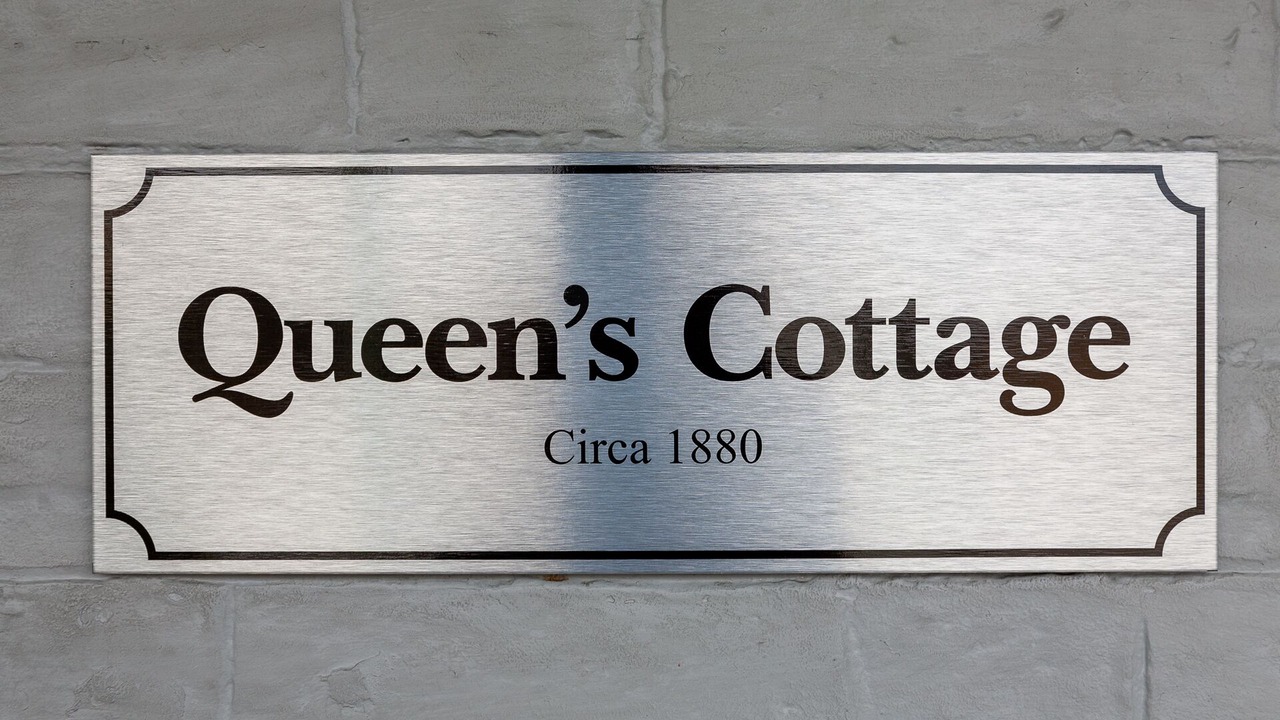 Queen’s Cottage
Circa 1880